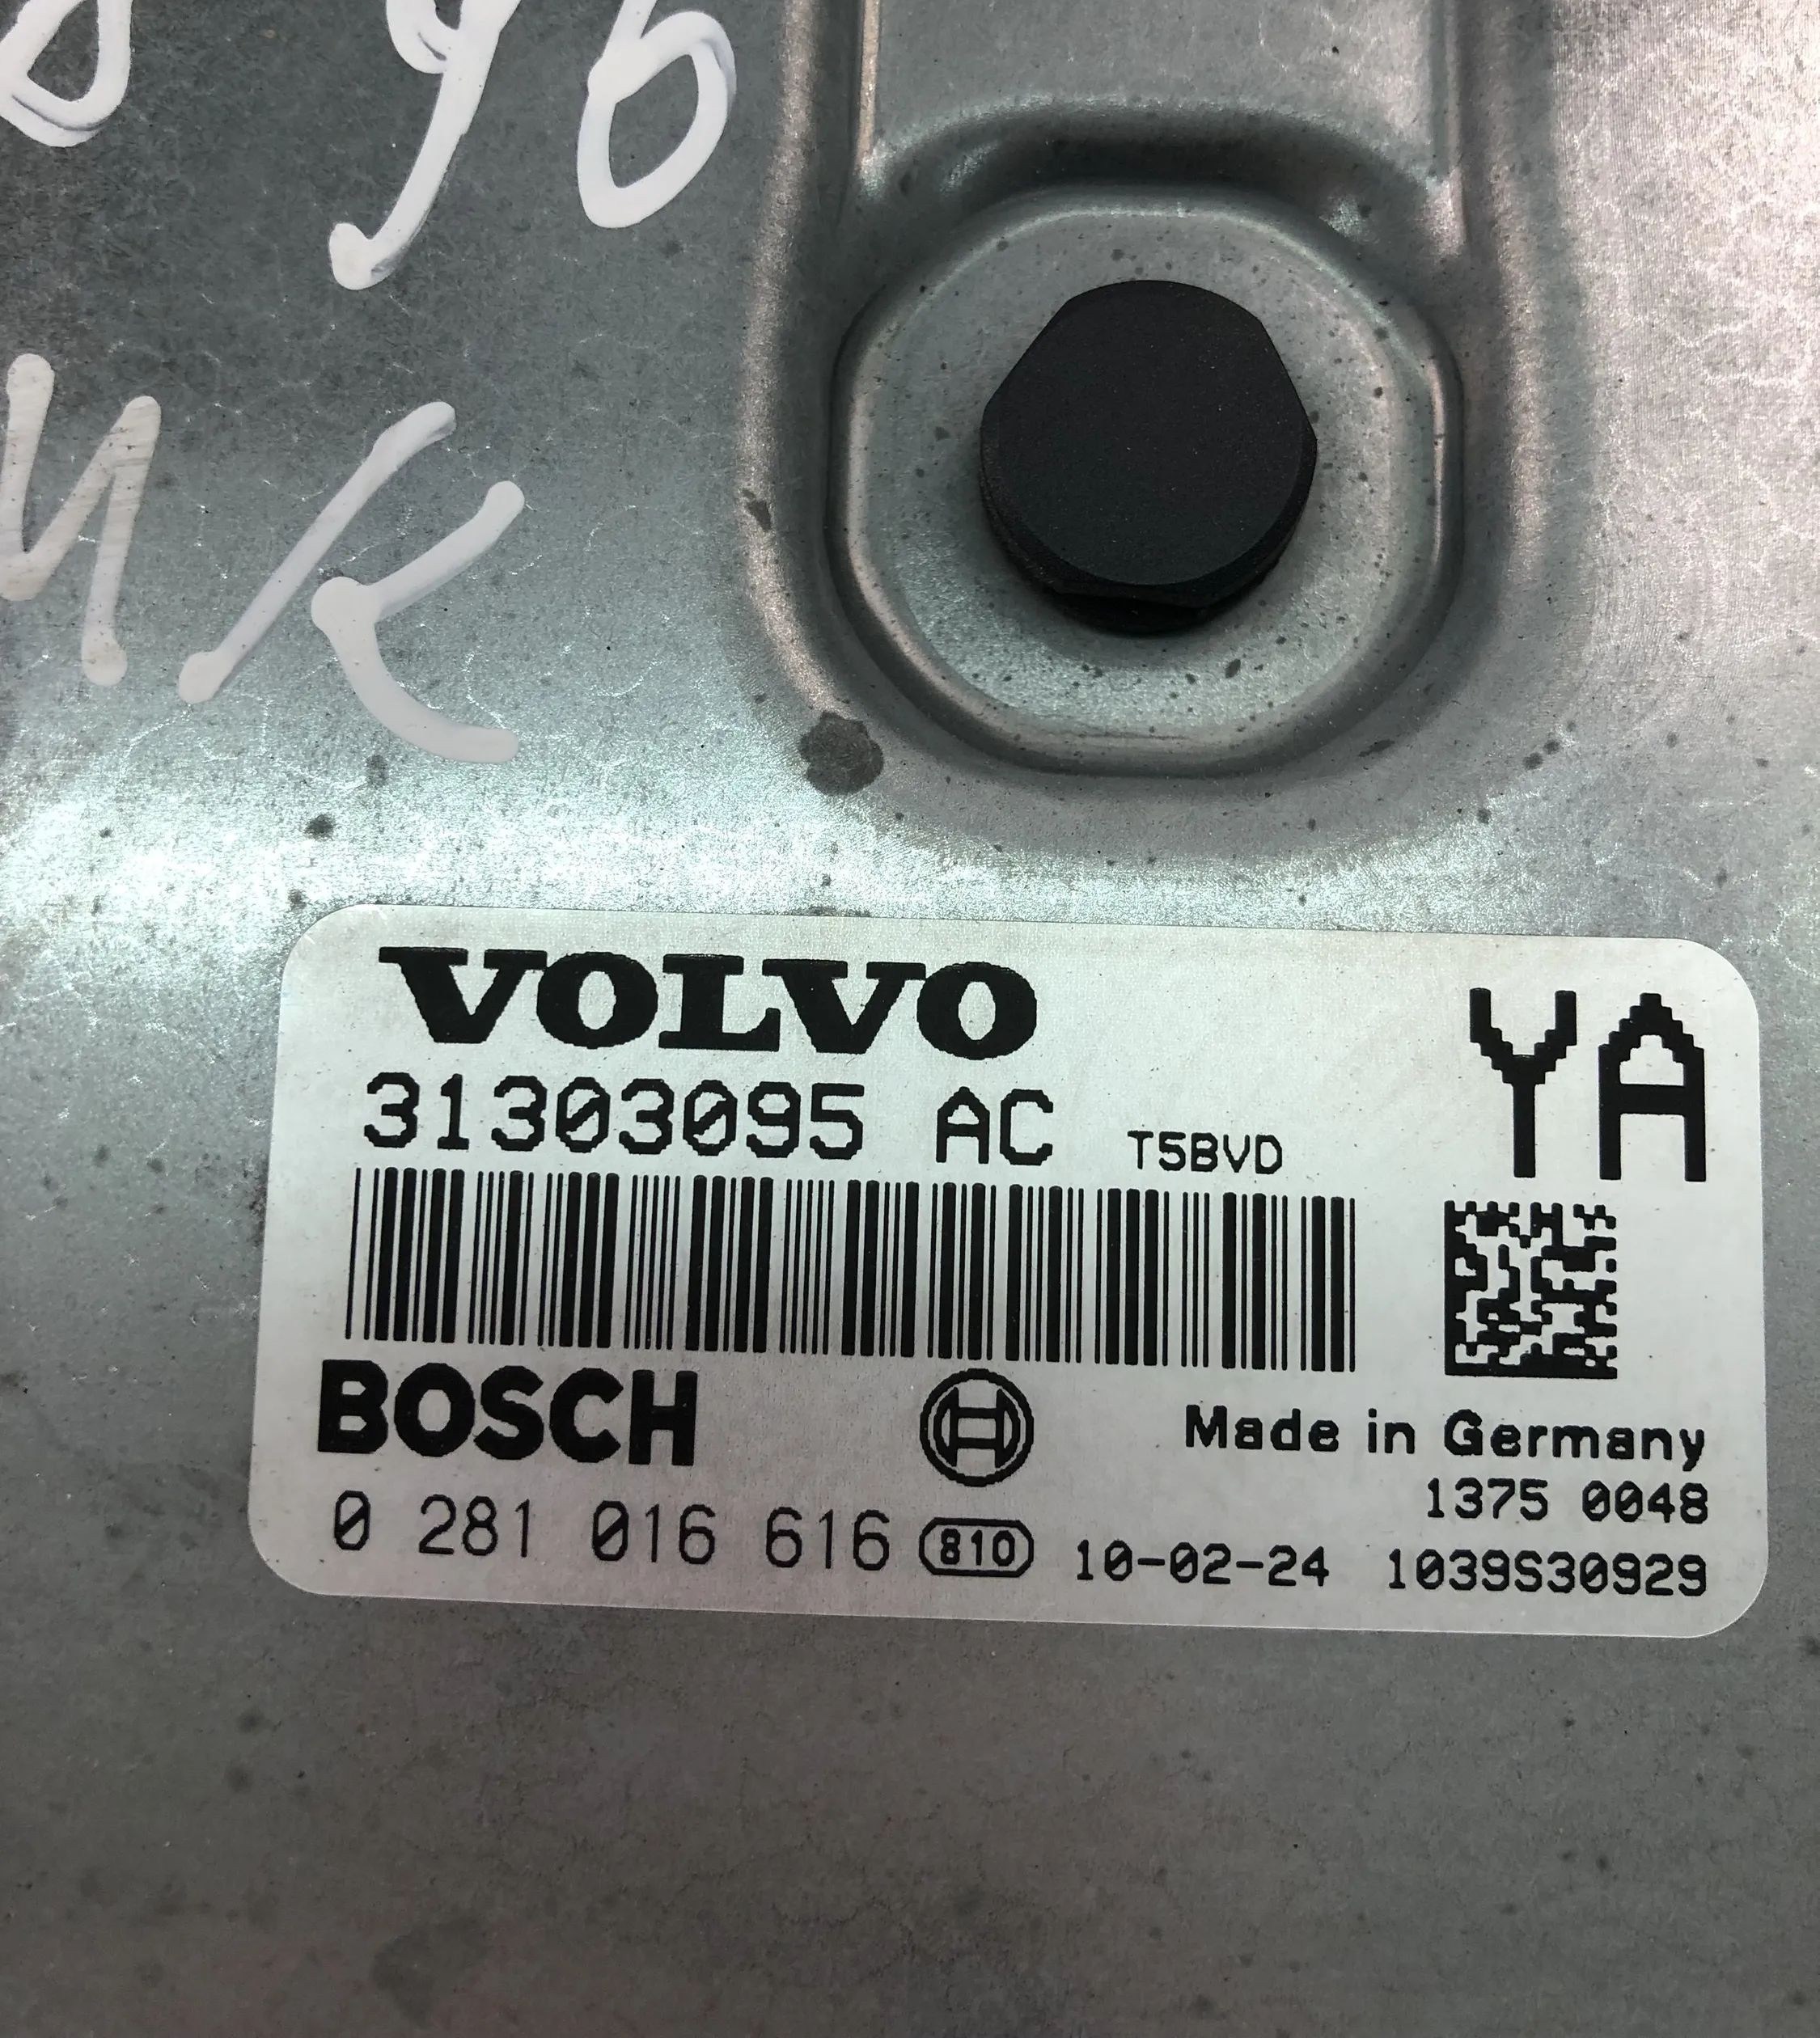 96
VOLVO
YA
31303095 AC T5BVD
BOSCH
Made in Germany
1375 0048
0 281 016 616 810 10-02-24 1039S30929